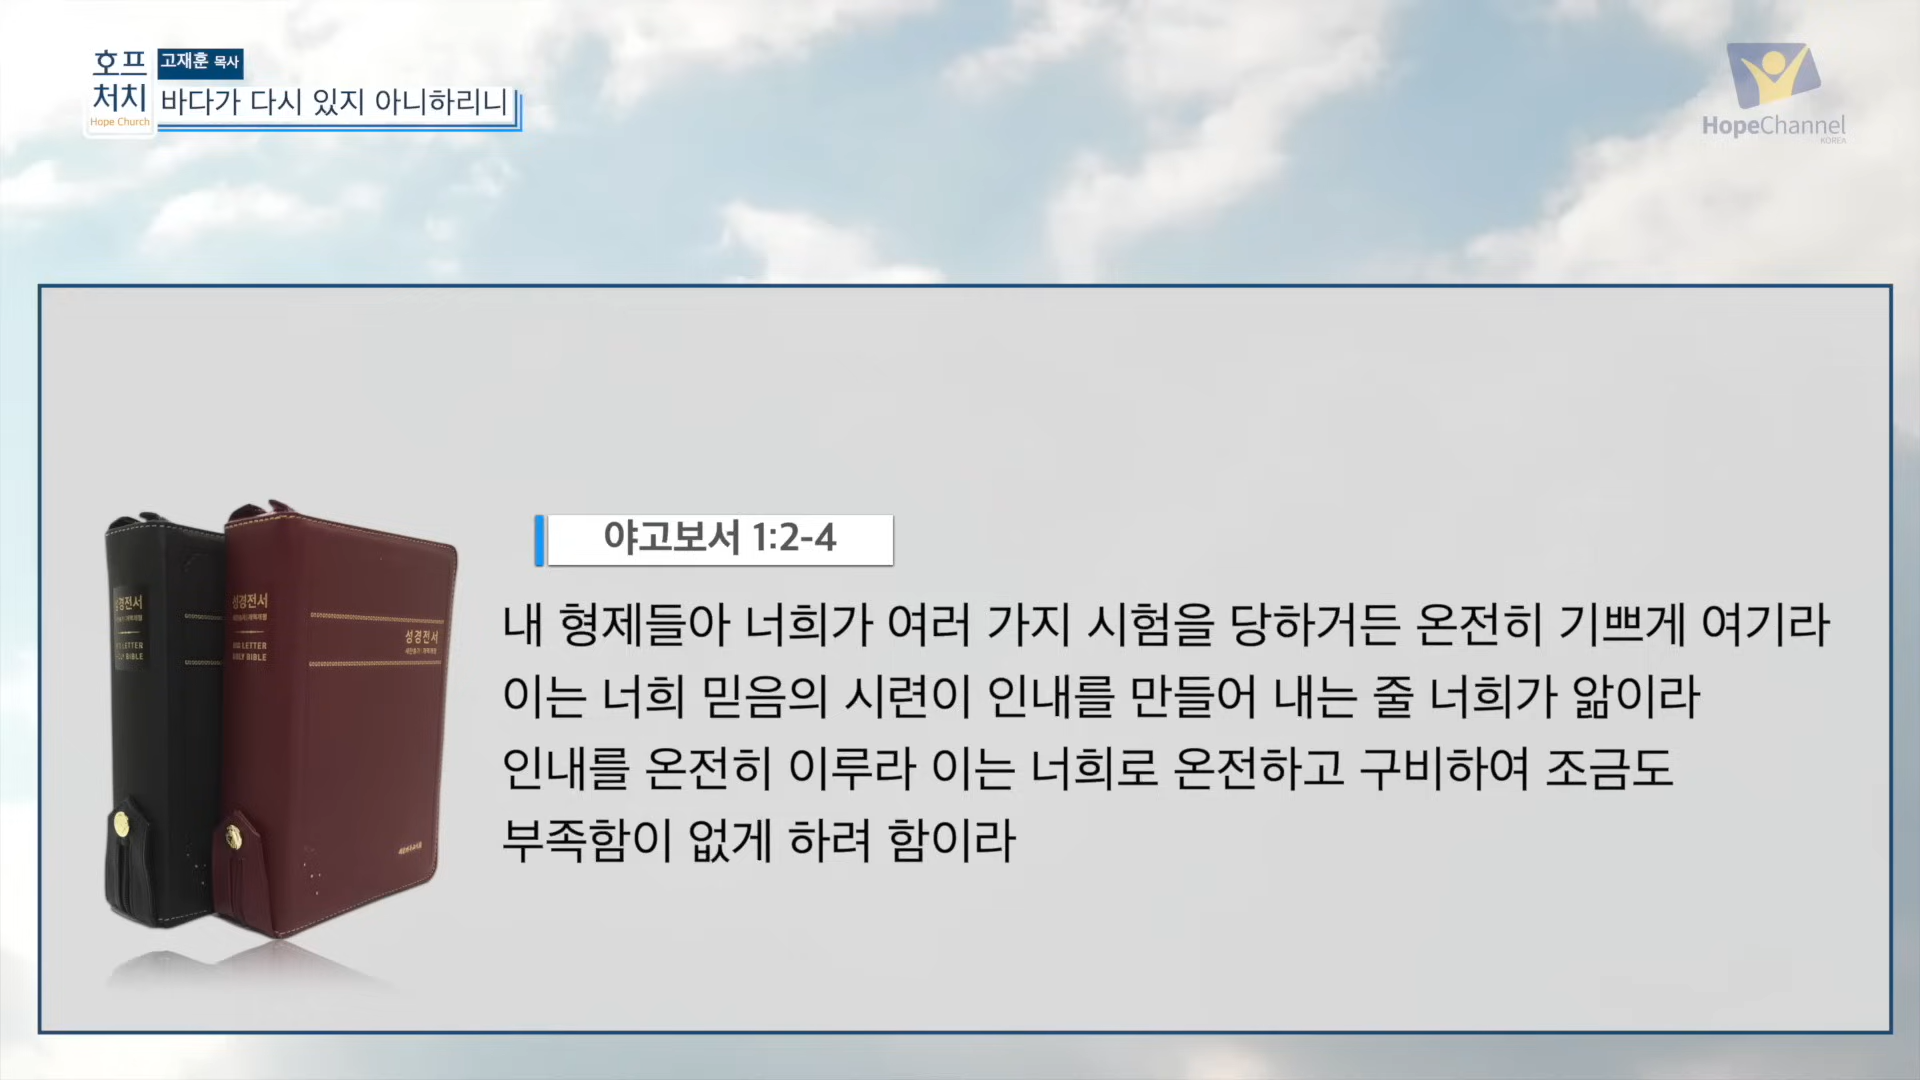 호프
처치
Hope Church
고재훈 목사
바다가 다시 있지 아니하리니
HopeChannel
KOREA
야고보서 1:2-4
내 형제들아 너희가 여러 가지 시험을 당하거든 온전히 기쁘게 여기라
이는 너희 믿음의 시련이 인내를 만들어 내는 줄 너희가 앎이라
인내를 온전히 이루라 이는 너희로 온전하고 구비하여 조금도
부족함이 없게 하려 함이라
성경전서
BIG LETTER
HOLY BIBLE
성경전서